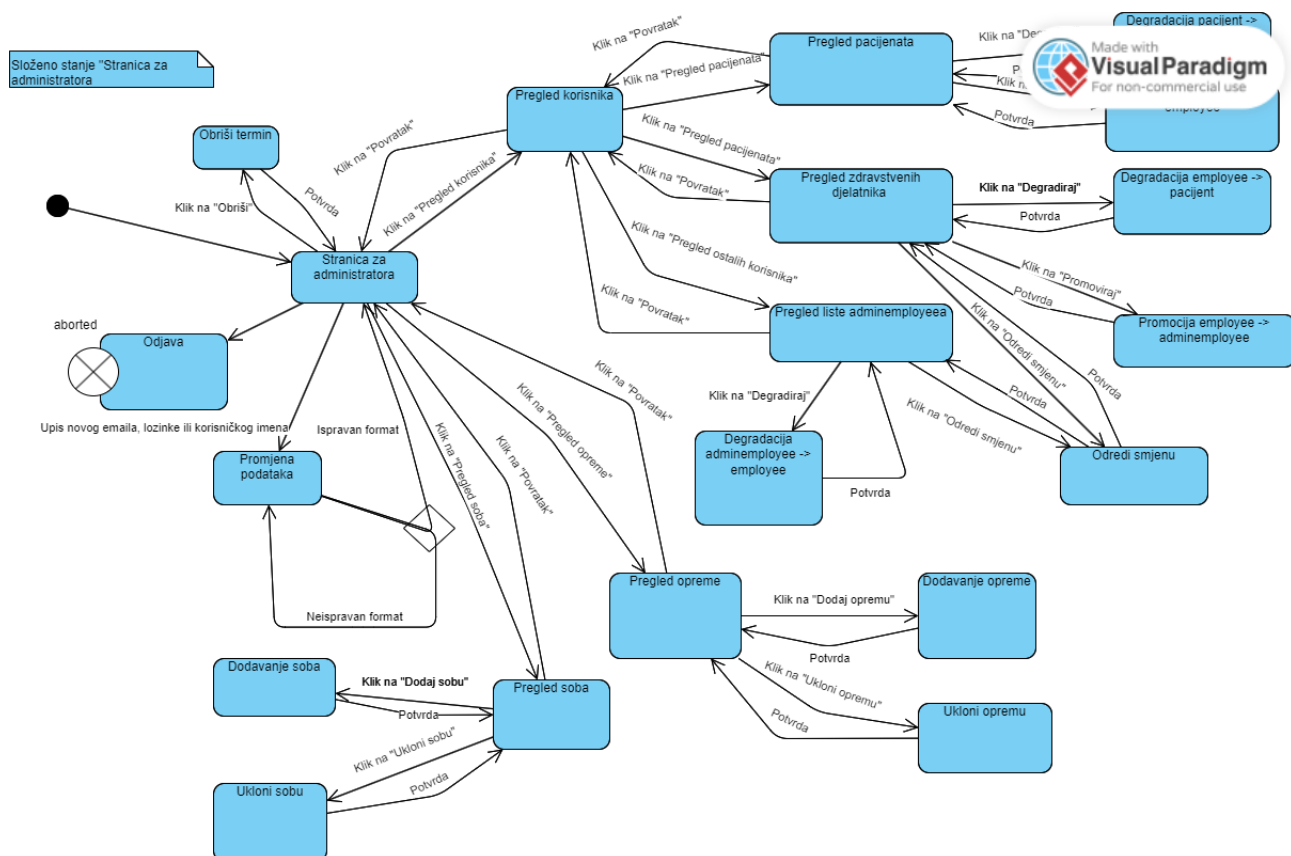 Složeno stanje "Stranica za
administratora
Klik na "Povratak"
Pregled pacijenata
Degradacija pacijent ->
Made with
VisualParadigm
For non-commercial use
Klik na "Pregled pacijenata"
Pregled korisnika
employee
Potvrda
Obriši termin
Klik na "Povratak"
Klik na "Pregled pacijenata"
Pregled zdravstvenih
djelatnika
Klik na "Povratak"
Klik na "Degradiraj"
Potvrda
Degradacija employee ->
pacijent
Potvrda
Klik na "Obriši"
Klik na "Pregled korisnika"
Stranica za
administratora
Klik na "Pregled ostalih korisnika"
Klik na "Promoviraj"
Potvrda
Pregled liste adminemployeea
Promocija employee -> adminemployee
aborted
Odjava
Klik na "Povratak"
Klik na "Odredi smjenu"
Potvrda
Klik na "Povratak"
Klik na "Pregled opreme"
Klik na "Degradiraj"
Potvrda
Klik na "Odredi smjenu"
Upis novog emaila, lozinke ili korisničkog imena
Ispravan format
Klik na "Pregled soba"
Klik na "Povratak"
Degradacija
adminemployee ->
employee
Potvrda
Odredi smjenu
Promjena
podataka
Neispravan format
Pregled opreme
Klik na "Dodaj opremu"
Potvrda
Dodavanje opreme
Dodavanje soba
Klik na "Dodaj sobu"
Potvrda
Pregled soba
Klik na "Ukloni opremu"
Potvrda
Ukloni opremu
Klik na "Ukloni sobu"
Potvrda
Ukloni sobu